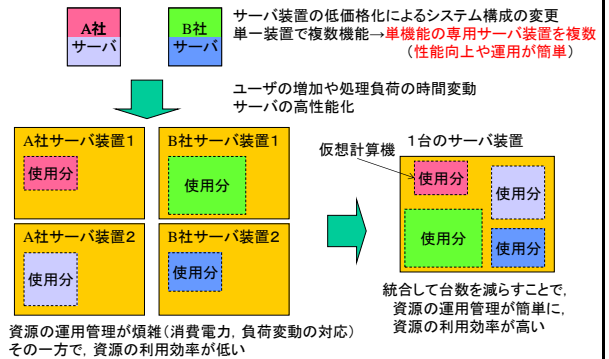 A社
サーバ
B社
サーバ
サーバ装置の低価格化によるシステム構成の変更
単一装置で複数機能→単機能の専用サーバ装置を複数
（性能向上や運用が簡単）
ユーザの増加や処理負荷の時間変動
サーバの高性能化
A社サーバ装置１
使用分
B社サーバ装置１
使用分
A社サーバ装置２
使用分
B社サーバ装置２
使用分
資源の運用管理が煩雑（消費電力，負荷変動の対応）
その一方で，資源の利用効率が低い
１台のサーバ装置
仮想計算機
使用分
使用分
使用分
使用分
統合して台数を減らすことで，
資源の運用管理が簡単に，
資源の利用効率が高い